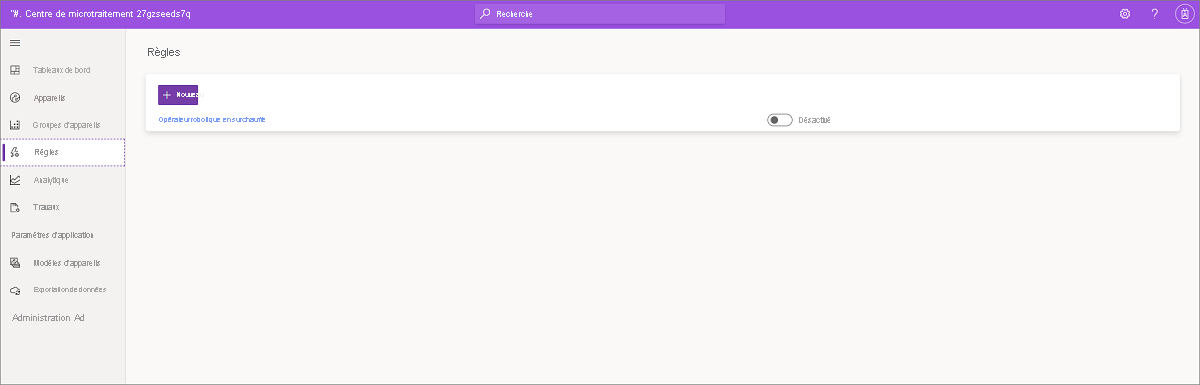 "#. Centre de microtraitement 27gzseeds7q
Recherche
?
Règles
Tableaux de bord
Appareils
Groupes d'appareils
Règles
Analytique
Travaux
Paramètres d'application
Modèles d'appareils
Exportation de données
Administration Ad
+ Nouvez
Opérateur robotique en surchauffe
Désactivé